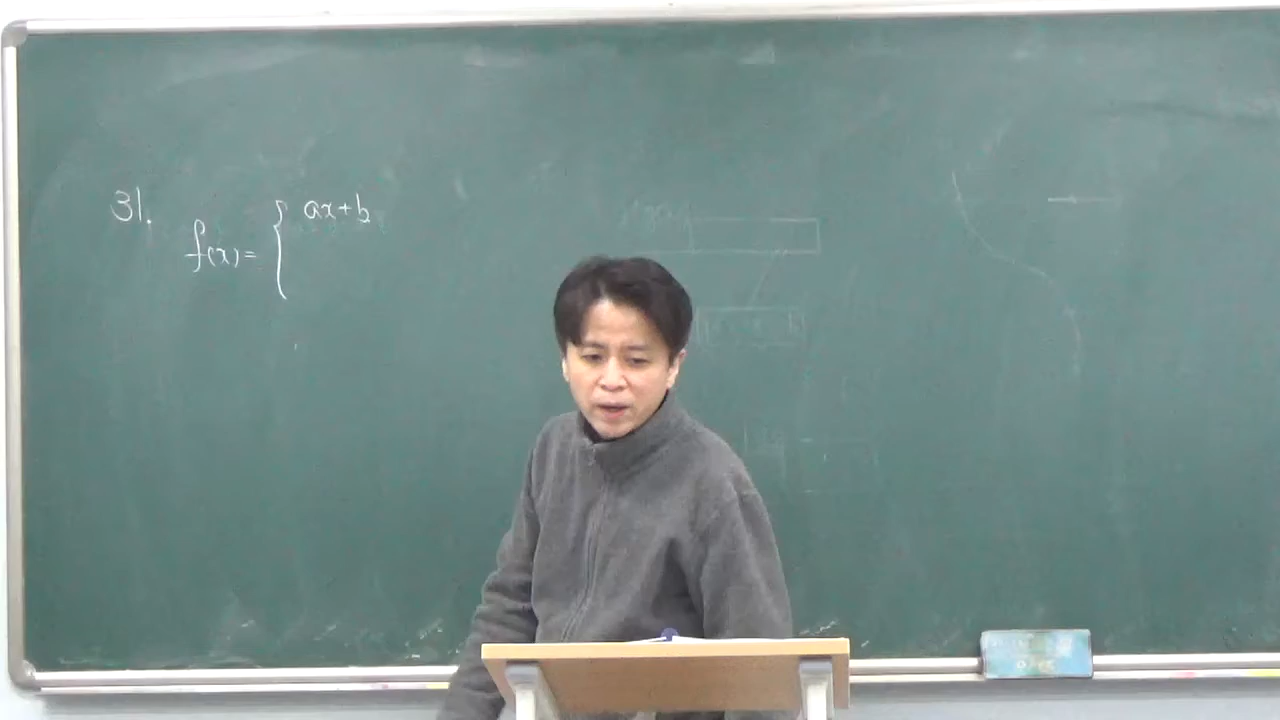 31.
f(x)= { ax+b